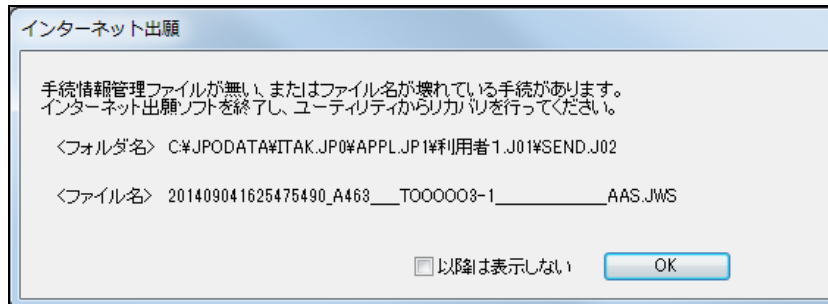 インターネット出願
手続情報管理ファイルが無い、またはファイル名が壊れている手続があります。
インターネット出願ソフトを終了し、ユーティリティからリカバリを行ってください。
<フォルダ名> C:¥JPODATA¥ITAK.JP0¥APPL.JP1¥利用者1.J01¥SEND.J02
<ファイル名> 201409041625475490_A463___TOOOOO3-1____________AAS.JWS
以降は表示しない OK